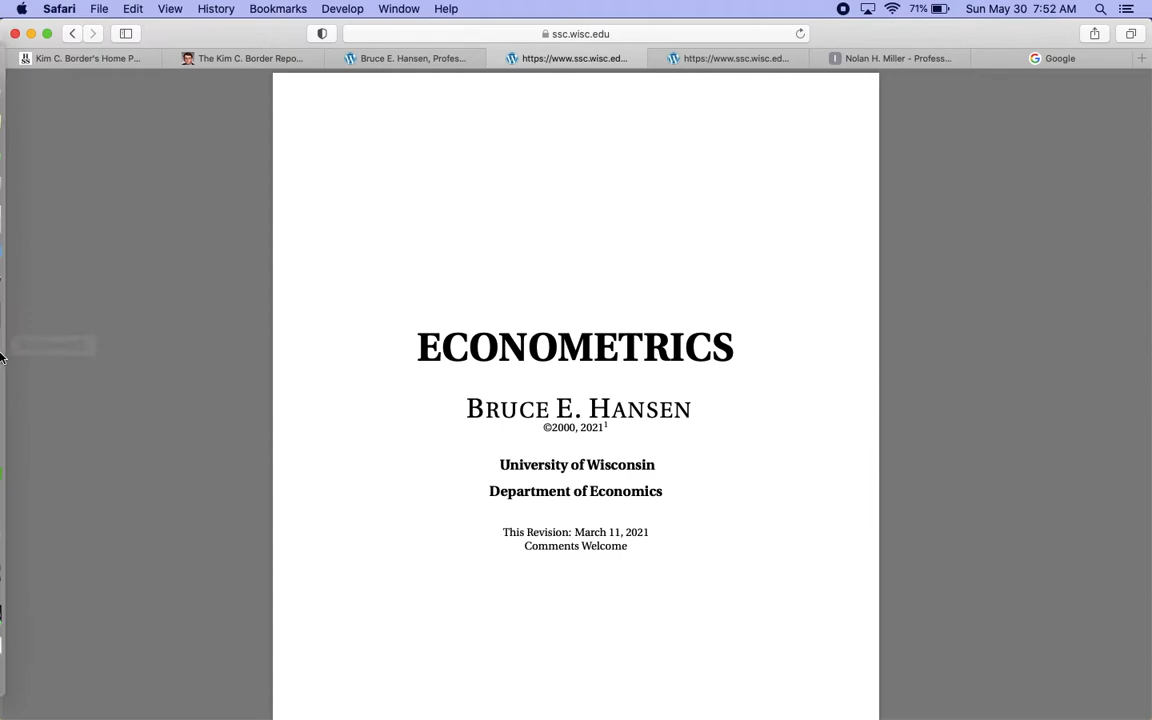 Safari File Edit View History Bookmarks Develop Window Help 71% Sun May 30 7:52 AM
ssc.wisc.edu
Kim C. Border's Home P... The Kim C. Border Repo... Bruce E. Hansen, Profes... https://www.ssc.wisc.ed... https://www.ssc.wisc.ed... Nolan H. Miller - Profess... Google
ECONOMETRICS
BRUCE E. HANSEN
©2000, 2021¹
University of Wisconsin
Department of Economics
This Revision: March 11, 2021
Comments Welcome